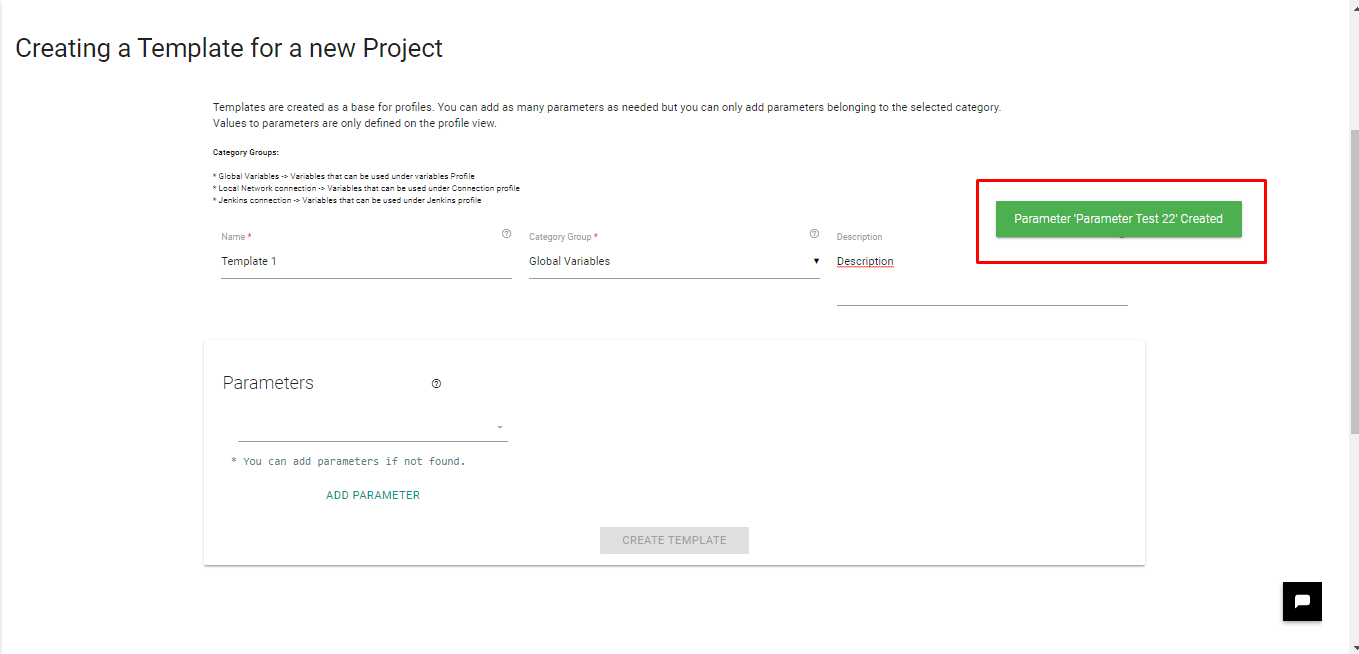 Creating a Template for a new Project
Templates are created as a base for profiles. You can add as many parameters as needed but you can only add parameters belonging to the selected category.
Values to parameters are only defined on the profile view.
Category Groups:
* Global Variables -> Variables that can be used under variables Profile
* Local Network connection -> Variables that can be used under Connection profile
* Jenkins connection -> Variables that can be used under Jenkins profile
Parameter 'Parameter Test 22' Created
Name * Category Group * Description
Template 1 Global Variables Description
Parameters
* You can add parameters if not found.
ADD PARAMETER
CREATE TEMPLATE